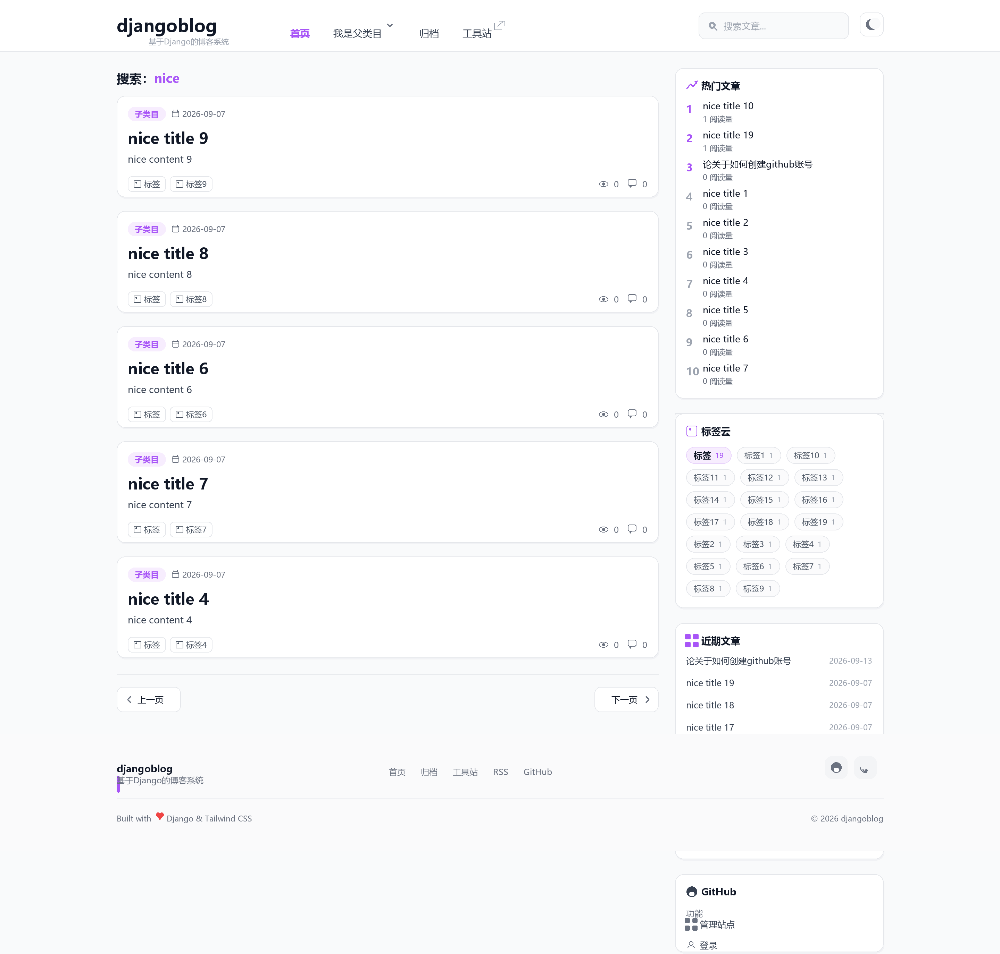 djangoblog
基于Django的博客系统
首页
我是父类目
归档
工具站
搜索文章...
搜索：nice
子类目 2026-09-07
nice title 9
nice content 9
标签 标签9 0 0
子类目 2026-09-07
nice title 8
nice content 8
标签 标签8 0 0
子类目 2026-09-07
nice title 6
nice content 6
标签 标签6 0 0
子类目 2026-09-07
nice title 7
nice content 7
标签 标签7 0 0
子类目 2026-09-07
nice title 4
nice content 4
标签 标签4 0 0
上一页
下一页
热门文章
1 nice title 10
1 阅读量
2 nice title 19
1 阅读量
3 论关于如何创建github账号
0 阅读量
4 nice title 1
0 阅读量
5 nice title 2
0 阅读量
6 nice title 3
0 阅读量
7 nice title 4
0 阅读量
8 nice title 5
0 阅读量
9 nice title 6
0 阅读量
10 nice title 7
0 阅读量
标签云
标签 19 标签1 1 标签10 1
标签11 1 标签12 1 标签13 1
标签14 1 标签15 1 标签16 1
标签17 1 标签18 1 标签19 1
标签2 1 标签3 1 标签4 1
标签5 1 标签6 1 标签7 1
标签8 1 标签9 1
近期文章
论关于如何创建github账号 2026-09-13
nice title 19 2026-09-07
nice title 18 2026-09-07
nice title 17 2026-09-07
djangoblog
基于Django的博客系统
首页 归档 工具站 RSS GitHub
Built with Django & Tailwind CSS
© 2026 djangoblog
GitHub
功能
管理站点
登录